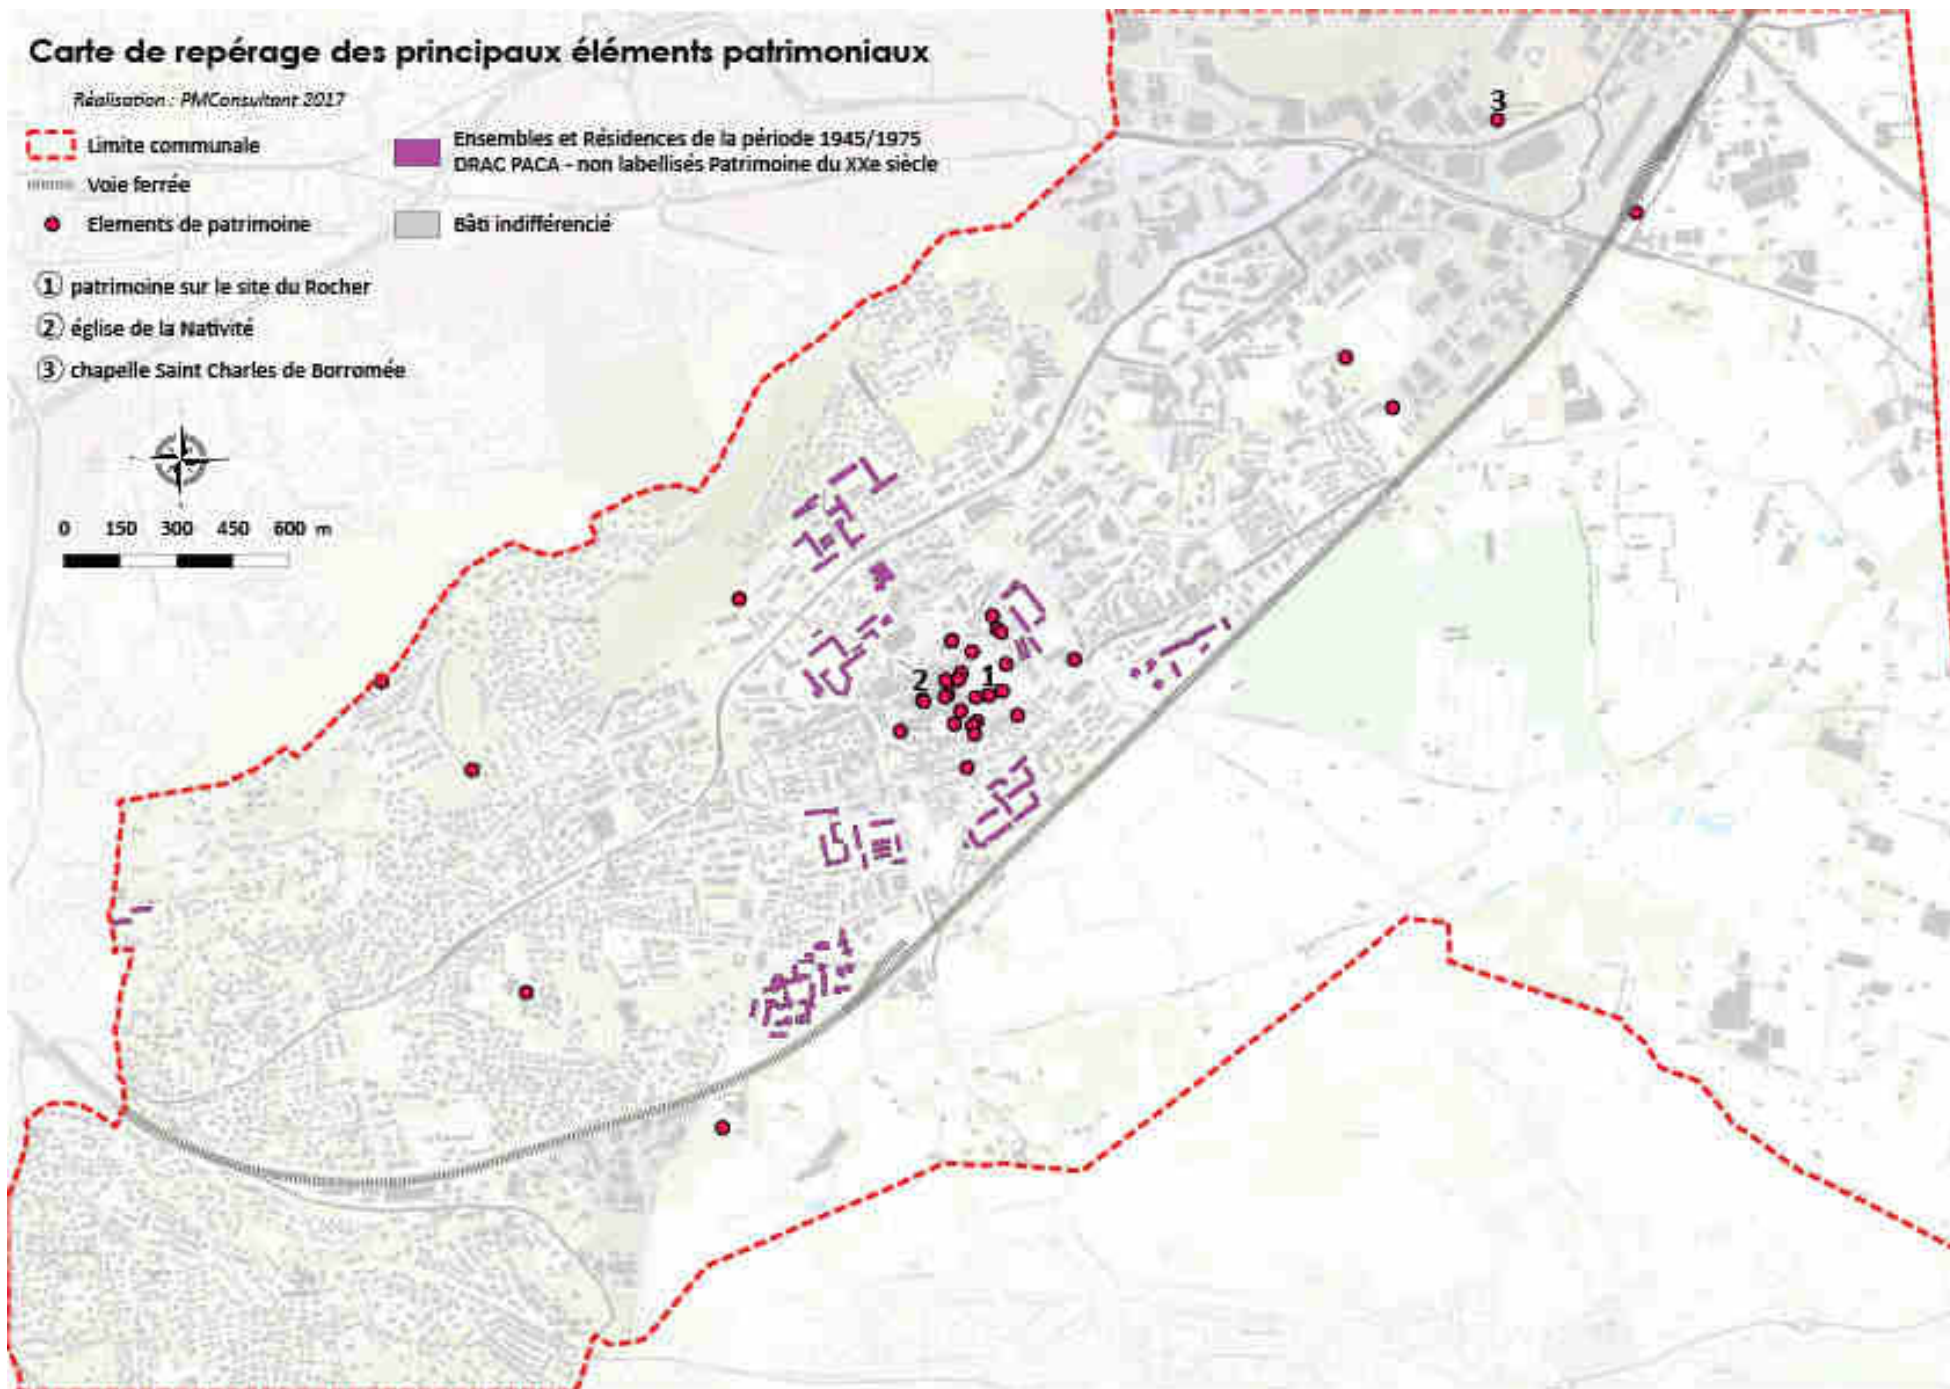 Carte de repérage des principaux éléments patrimoniaux
Réalisation : PMConsultant 2017
Limite communale
Voie ferrée
Elements de patrimoine
Ensembles et Résidences de la période 1945/1975
DRAC PACA - non labellisés Patrimoine du XXe siècle
Bâti indifférencié
1 patrimoine sur le site du Rocher
2 église de la Nativité
3 chapelle Saint Charles de Borromée
0 150 300 450 600 m
3
2
1